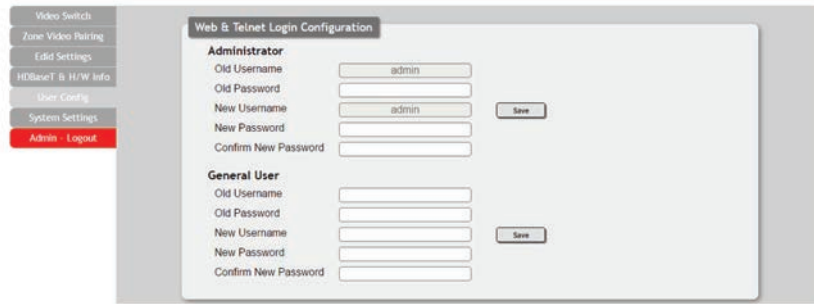 Video Switch
Zone Video Pairing
Edid Settings
HDBaseT & H/W Info
User Config
System Settings
Admin - Logout
Web & Telnet Login Configuration
Administrator
Old Username admin
Old Password
New Username admin Save
New Password
Confirm New Password
General User
Old Username
Old Password
New Username Save
New Password
Confirm New Password